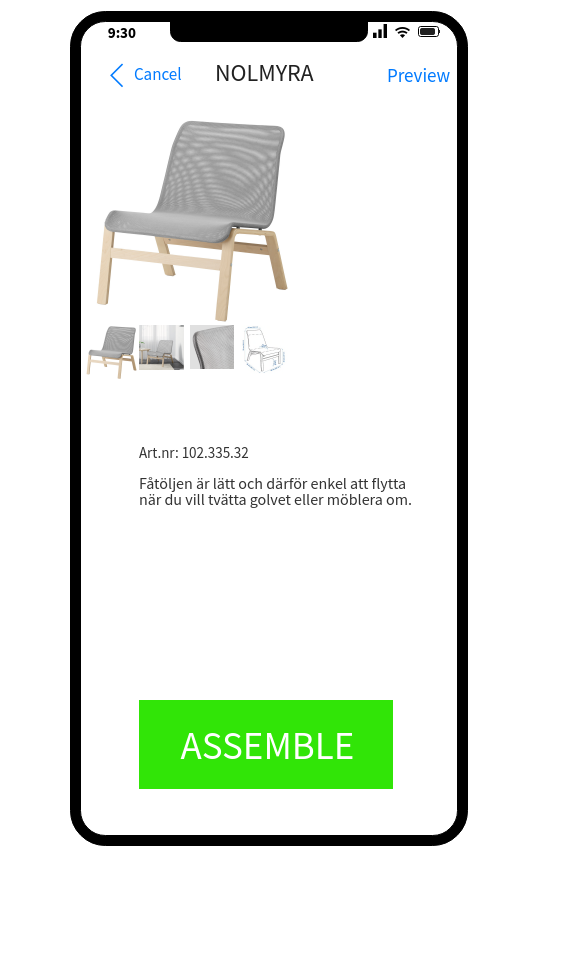 9:30
Cancel
NOLMYRA
Preview
Art.nr: 102.335.32
Fåtöljen är lätt och därför enkel att flytta
när du vill tvätta golvet eller möblera om.
ASSEMBLE